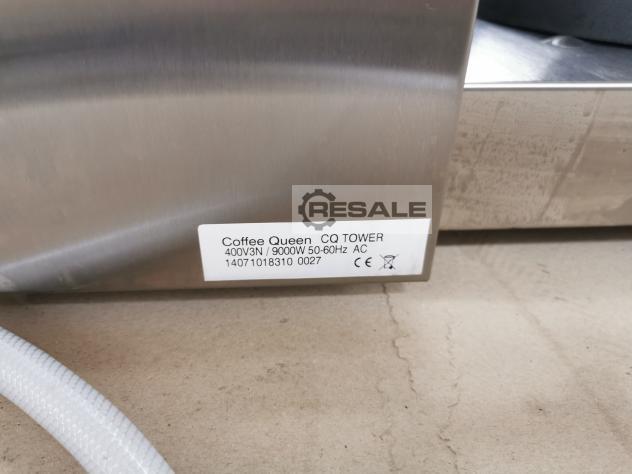 RESALE
Coffee Queen CQ TOWER
400V3N / 9000W 50-60Hz AC
14071018310 0027 CE